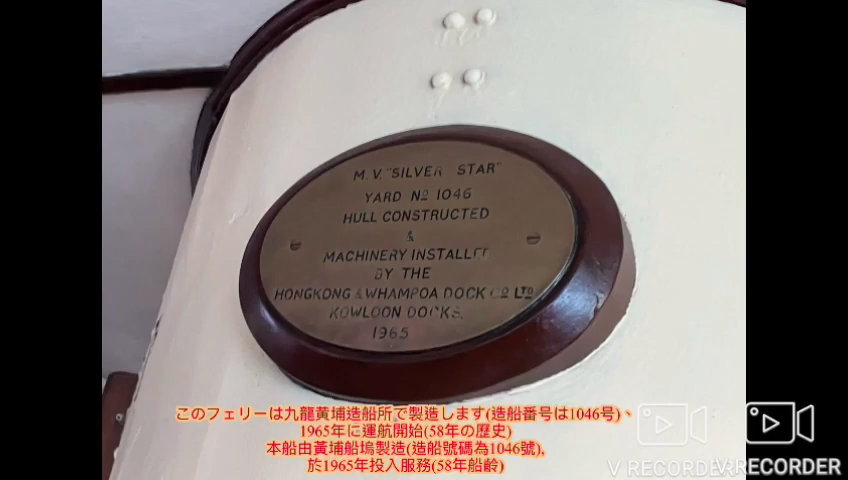 M.V. "SILVER STAR"
YARD Nº 1046
HULL CONSTRUCTED
&
MACHINERY INSTALLED
BY THE
HONGKONG & WHAMPOA DOCK Cº LTD
KOWLOON DOCKS.
1965
このフェリーは九龍黄埔造船所で製造します(造船番号は1046号)、
1965年に運航開始(58年の歴史)
本船由黃埔船塢製造(造船號碼為1046號),
於1965年投入服務(58年船齡)
V RECORDER
V RECORDER